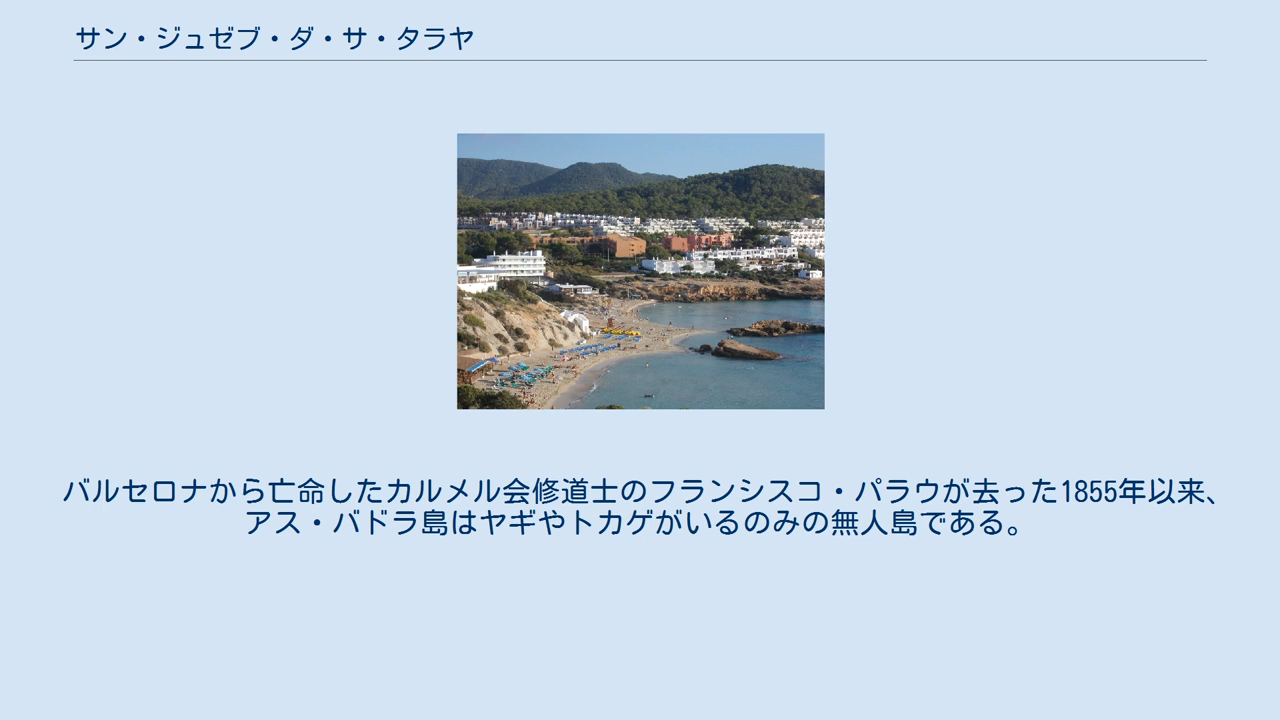 サン・ジュゼブ・ダ・サ・タラヤ
バルセロナから亡命したカルメル会修道士のフランシスコ・パラウが去った1855年以来、
アス・バドラ島はヤギやトカゲがいるのみの無人島である。